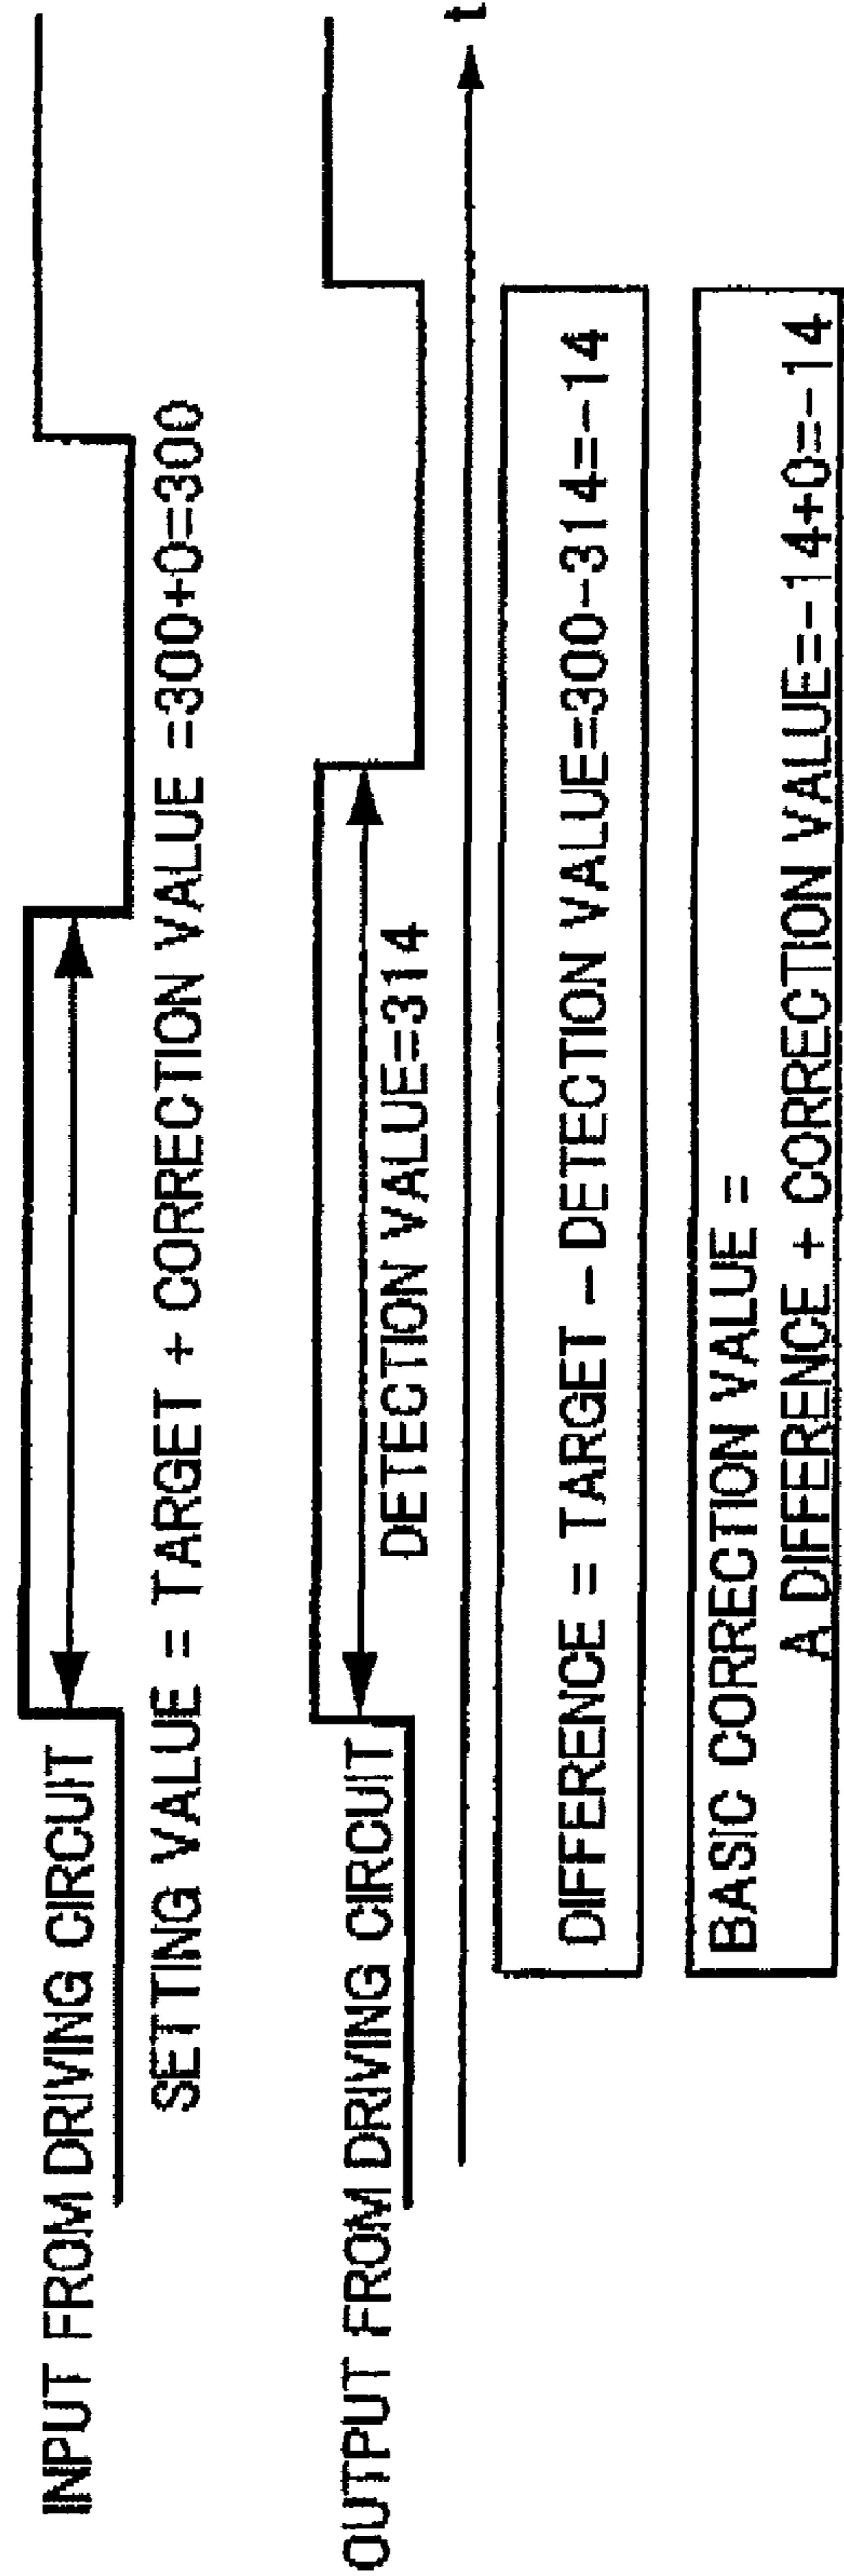 INPUT FROM DRIVING CIRCUIT
SETTING VALUE = TARGET + CORRECTION VALUE =300+0=300
OUTPUT FROM DRIVING CIRCUIT
DETECTION VALUE=314
t
DIFFERENCE = TARGET - DETECTION VALUE=300-314=-14
BASIC CORRECTION VALUE =
A DIFFERENCE + CORRECTION VALUE=-14+0=-14